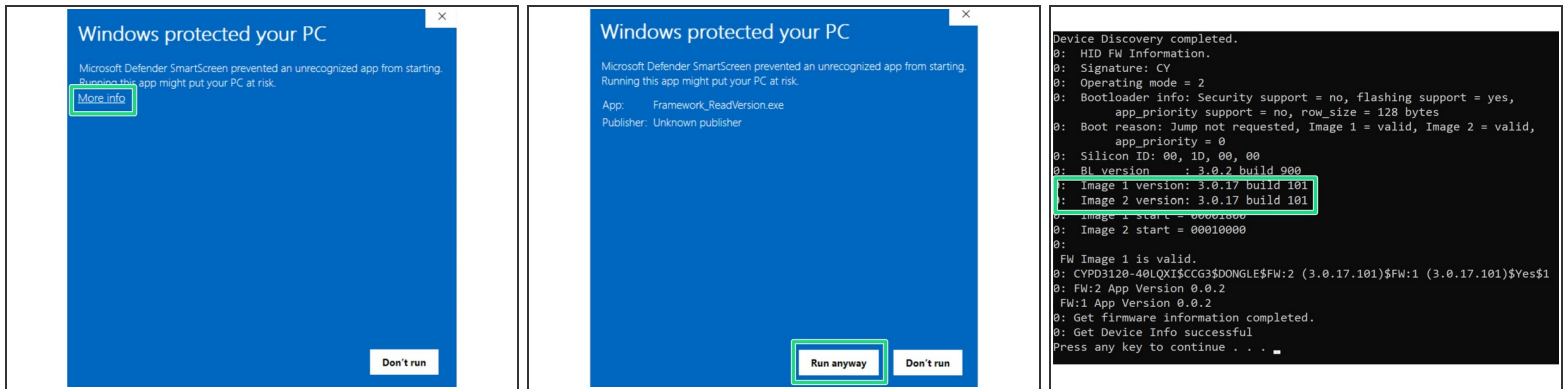 Windows protected your PC
Microsoft Defender SmartScreen prevented an unrecognized app from starting.
Running this app might put your PC at risk.
More info
Don't run
Windows protected your PC
Microsoft Defender SmartScreen prevented an unrecognized app from starting.
Running this app might put your PC at risk.
App: Framework_ReadVersion.exe
Publisher: Unknown publisher
Run anyway
Don't run
Device Discovery completed.
0: HID FW Information.
0: Signature: CY
0: Operating mode = 2
0: Bootloader info: Security support = no, flashing support = yes,
app_priority support = no, row_size = 128 bytes
0: Boot reason: Jump not requested, Image 1 = valid, Image 2 = valid,
app_priority = 0
0: Silicon ID: 00, 1D, 00, 00
0: BL version : 3.0.2 build 900
0: Image 1 version: 3.0.17 build 101
0: Image 2 version: 3.0.17 build 101
0: Image 1 start = 00001800
0: Image 2 start = 00010000
0:
FW Image 1 is valid.
0: CYPD3120-40LQXI$CCG3$DONGLE$FW:2 (3.0.17.101)$FW:1 (3.0.17.101)$Yes$1
0: FW:2 App Version 0.0.2
FW:1 App Version 0.0.2
0: Get firmware information completed.
0: Get Device Info successful
Press any key to continue . . .